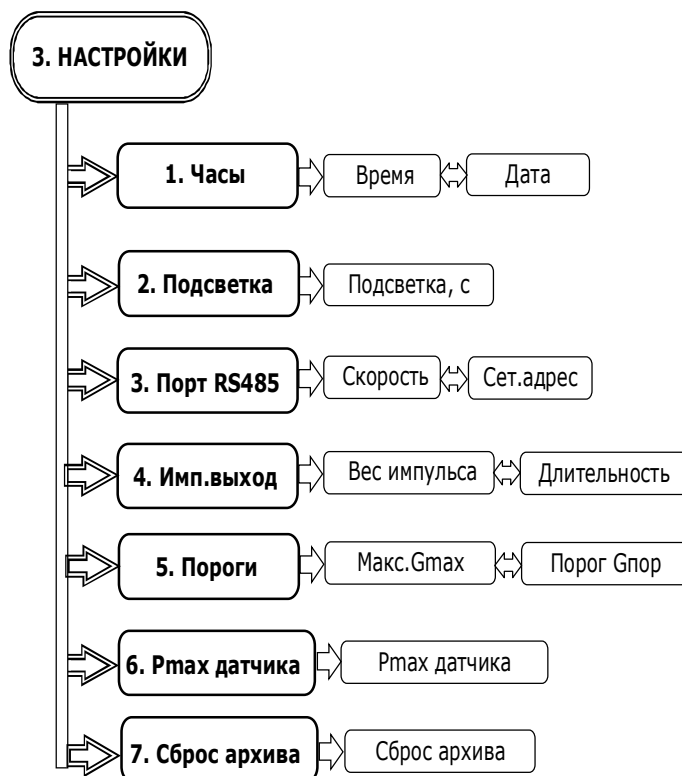 3. НАСТРОЙКИ
1. Часы Время Дата
2. Подсветка Подсветка, с
3. Порт RS485 Скорость Сет.адрес
4. Имп.выход Вес импульса Длительность
5. Пороги Макс.Gmax Порог Gпор
6. Pmax датчика Pmax датчика
7. Сброс архива Сброс архива